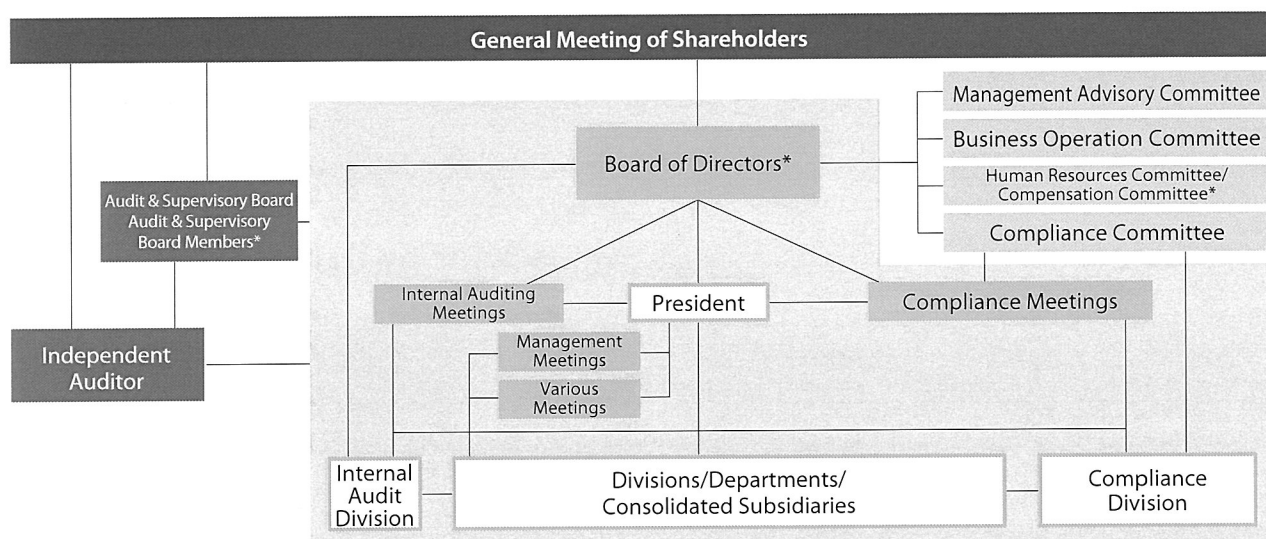 General Meeting of Shareholders
Management Advisory Committee
Business Operation Committee
Board of Directors*
Human Resources Committee/
Compensation Committee*
Audit & Supervisory Board
Audit & Supervisory
Board Members*
Compliance Committee
Internal Auditing
Meetings
President
Compliance Meetings
Independent
Auditor
Management
Meetings
Various
Meetings
Internal
Audit
Division
Divisions/Departments/
Consolidated Subsidiaries
Compliance
Division